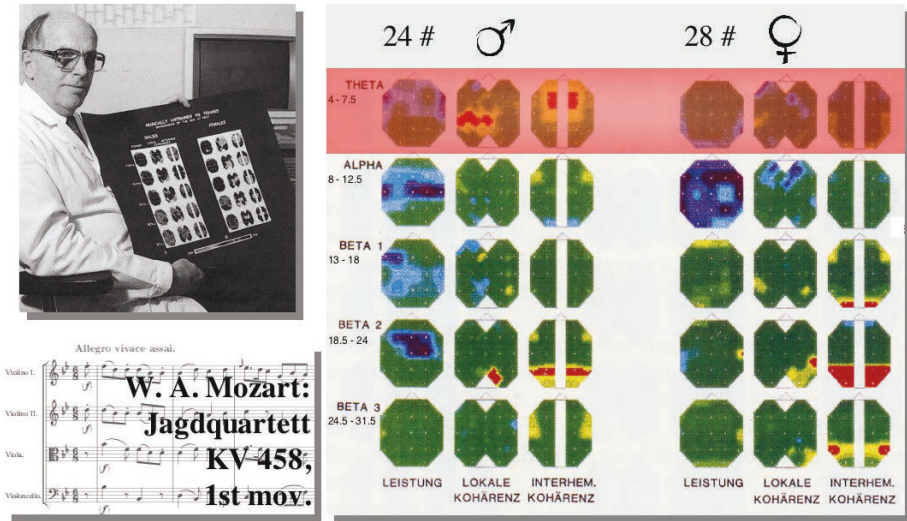 MUSICALLY UNTRAINED VS TRAINED
MALES
FEMALES
24 # ♂
28 # ♀
THETA
4 - 7.5
ALPHA
8 - 12.5
BETA 1
13 - 18
BETA 2
18.5 - 24
BETA 3
24.5 - 31.5
LEISTUNG
LOKALE
KOHÄRENZ
INTERHEM.
KOHÄRENZ
LEISTUNG
LOKALE
KOHÄRENZ
INTERHEM.
KOHÄRENZ
Allegro vivace assai.
Violino I.
Violino II.
Viola.
Violoncello.
W. A. Mozart:
Jagdquartett
KV 458,
1st mov.